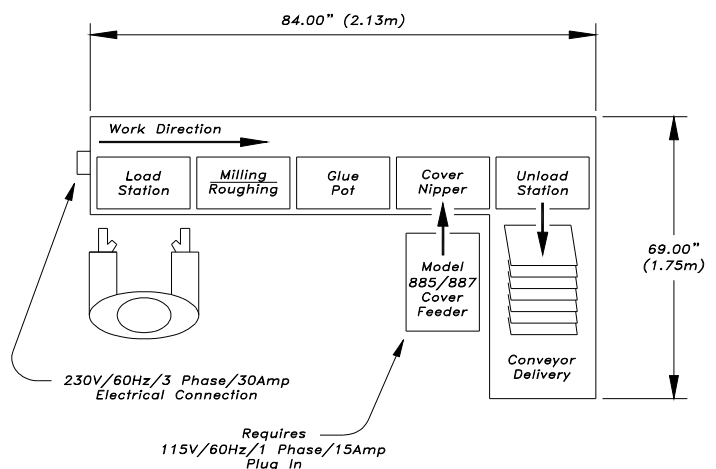 84.00" (2.13m)
Work Direction
Load
Station
Milling
Roughing
Glue
Pot
Cover
Nipper
Unload
Station
69.00"
(1.75m)
Model
885/887
Cover
Feeder
Conveyor
Delivery
230V/60Hz/3 Phase/30Amp
Electrical Connection
Requires
115V/60Hz/1 Phase/15Amp
Plug In